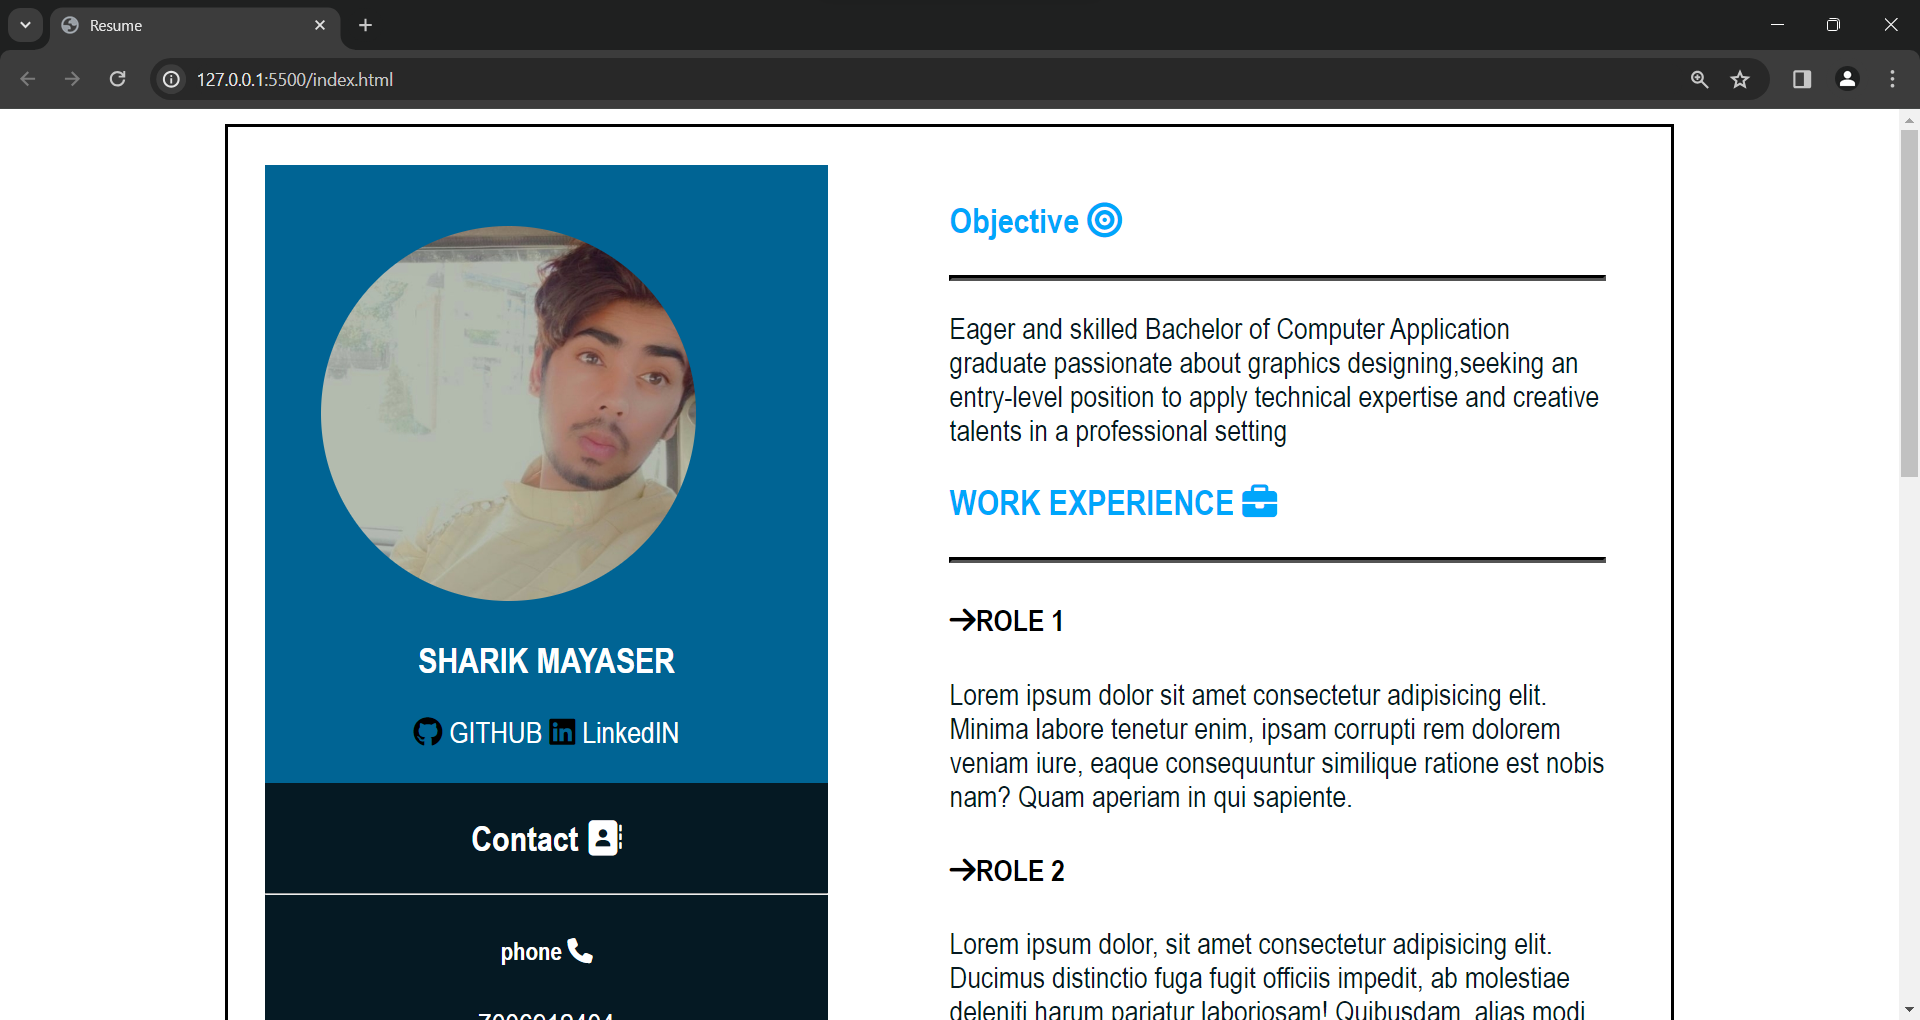 Resume
127.0.0.1:5500/index.html
SHARIK MAYASER
GITHUB LinkedIN
Contact
phone
Objective
Eager and skilled Bachelor of Computer Application
graduate passionate about graphics designing,seeking an
entry-level position to apply technical expertise and creative
talents in a professional setting
WORK EXPERIENCE
ROLE 1
Lorem ipsum dolor sit amet consectetur adipisicing elit.
Minima labore tenetur enim, ipsam corrupti rem dolorem
veniam iure, eaque consequuntur similique ratione est nobis
nam? Quam aperiam in qui sapiente.
ROLE 2
Lorem ipsum dolor, sit amet consectetur adipisicing elit.
Ducimus distinctio fuga fugit officiis impedit, ab molestiae
deleniti harum pariatur laboriosam! Quibusdam, alias modi